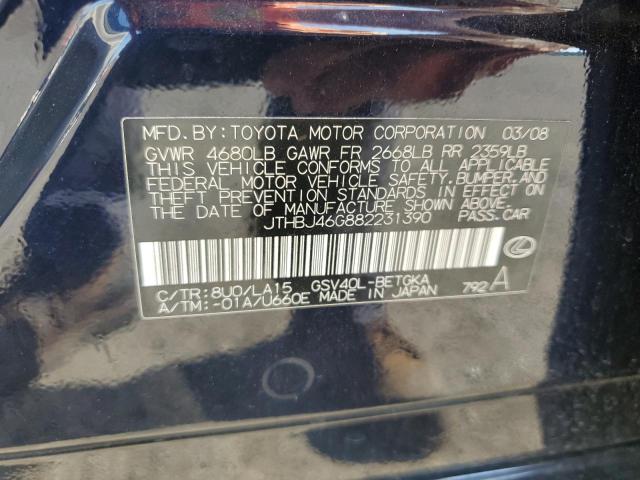 MFD.BY:TOYOTA MOTOR CORPORATION 03/08
GVWR 4680LB GAWR FR 2668LB RR 2359LB
THIS VEHICLE CONFORMS TO ALL APPLICABLE
FEDERAL MOTOR VEHICLE SAFETY,BUMPER,AND
THEFT PREVENTION STANDARDS IN EFFECT ON
THE DATE OF MANUFACTURE SHOWN ABOVE.
JTHBJ46G882231390 PASS.CAR
C/TR:8U0/LA15 GSV40L-BETGKA
A/TM:-01A/U660E MADE IN JAPAN 792 A